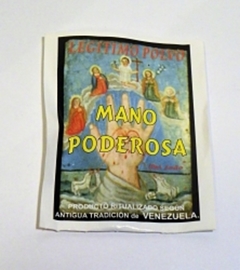 LEGITIMO POLVO
MANO
PODEROSA
PRODUCTO RITUALIZADO SEGÚN
ANTIGUA TRADICIÓN de VENEZUELA.